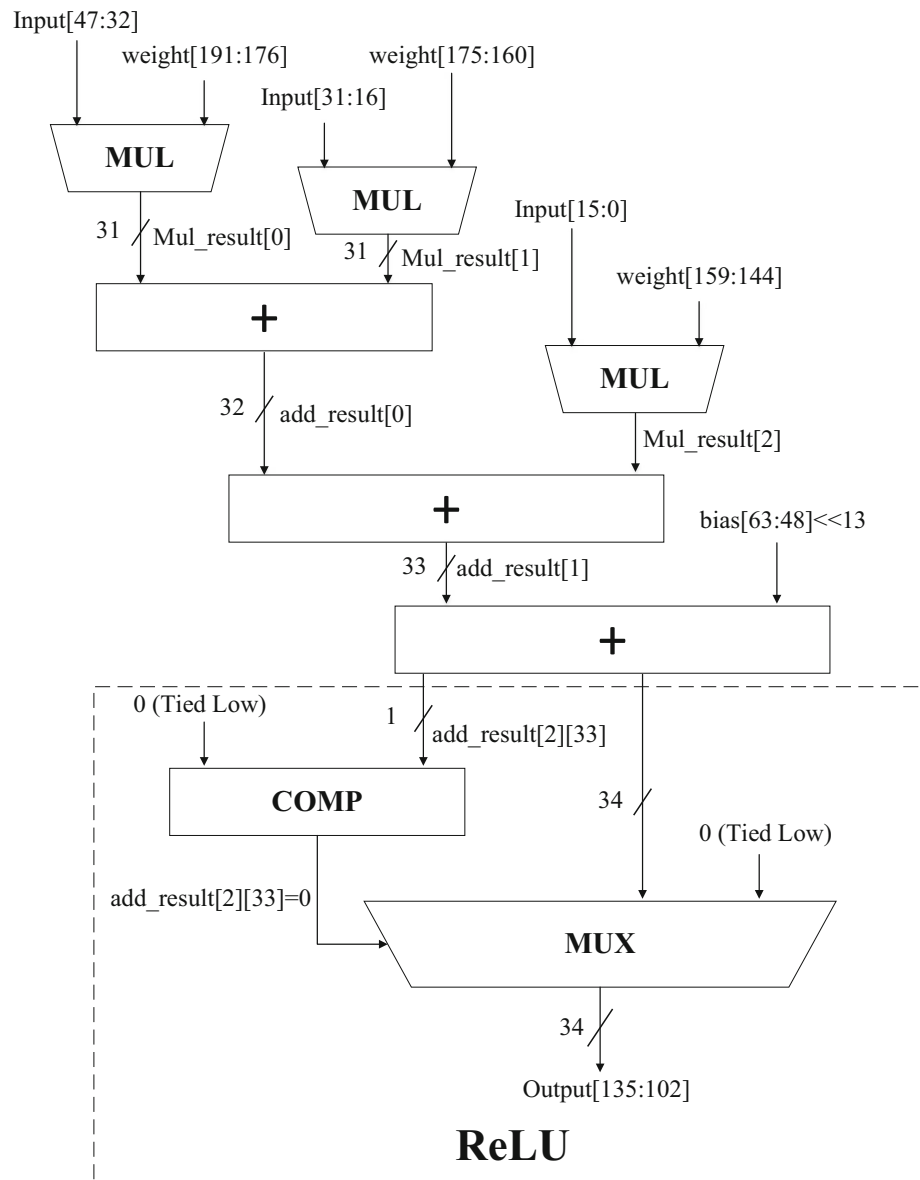 Input[47:32]
weight[191:176]
weight[175:160]
Input[31:16]
MUL
MUL
Input[15:0]
31
Mul_result[0]
31
Mul_result[1]
weight[159:144]
+
MUL
32
add_result[0]
Mul_result[2]
+
bias[63:48]<<13
33
add_result[1]
+
0 (Tied Low)
1
add_result[2][33]
COMP
34
0 (Tied Low)
add_result[2][33]=0
MUX
34
Output[135:102]
ReLU